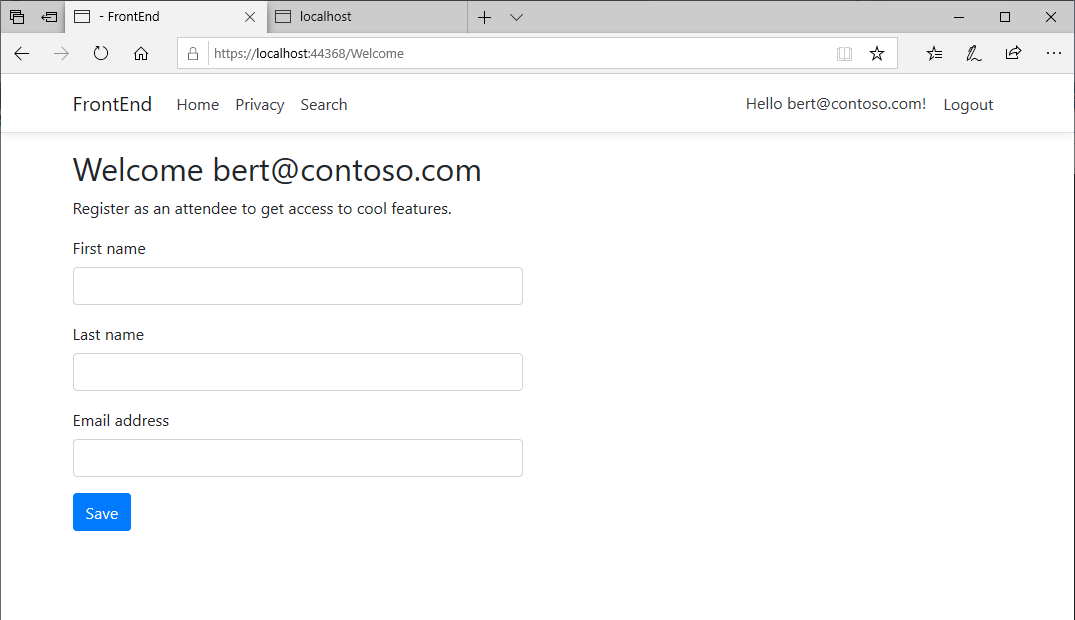 - FrontEnd
localhost
https://localhost:44368/Welcome
FrontEnd Home Privacy Search Hello bert@contoso.com! Logout
Welcome bert@contoso.com
Register as an attendee to get access to cool features.
First name
Last name
Email address
Save